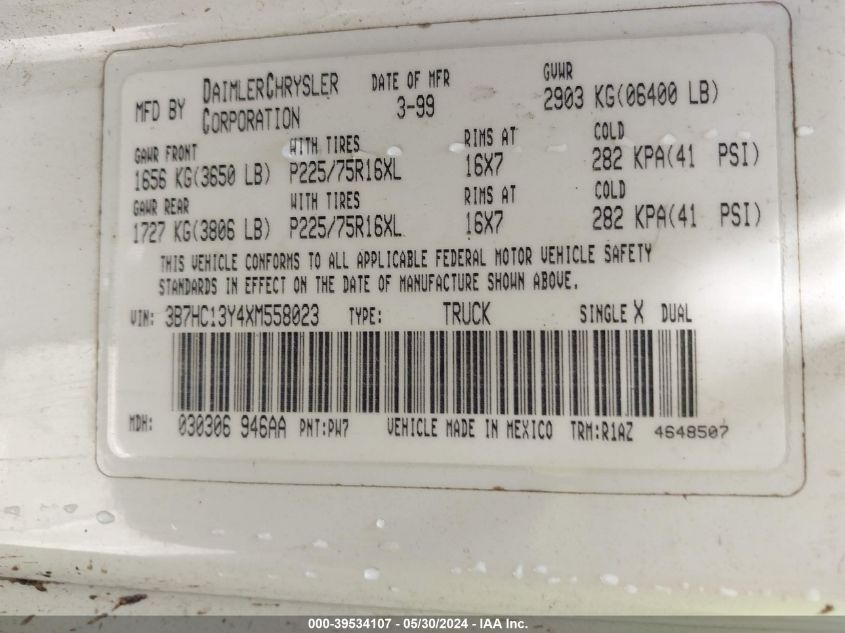 MFD BY DAIMLERCHRYSLER CORPORATION DATE OF MFR 3-99 GVWR 2903 KG(06400 LB)
GAWR FRONT WITH TIRES RIMS AT COLD
1656 KG(3650 LB) P225/75R16XL 16X7 282 KPA(41 PSI)
GAWR REAR WITH TIRES RIMS AT COLD
1727 KG(3806 LB) P225/75R16XL 16X7 282 KPA(41 PSI)
THIS VEHICLE CONFORMS TO ALL APPLICABLE FEDERAL MOTOR VEHICLE SAFETY
STANDARDS IN EFFECT ON THE DATE OF MANUFACTURE SHOWN ABOVE.
VIN: 3B7HC13Y4XM558023 TYPE: TRUCK SINGLE X DUAL
MDH: 030306 946AA PNT:PW7 VEHICLE MADE IN MEXICO TRM:R1AZ 4648507
000-39534107 - 05/30/2024 - IAA Inc.